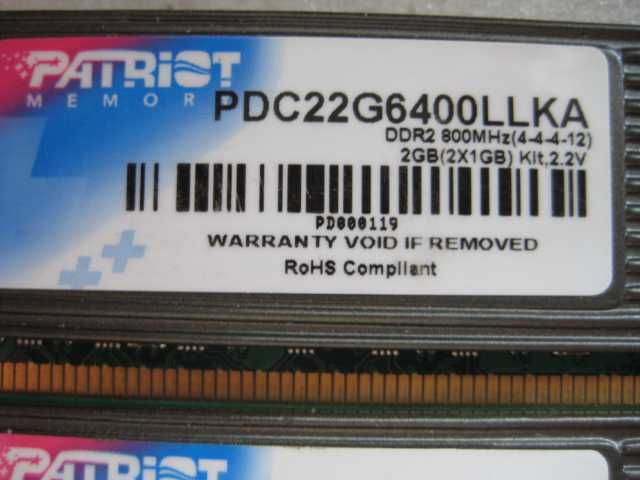 PATRIOT
MEMORY
PDC22G6400LLKA
DDR2 800MHz(4-4-4-12)
2GB(2X1GB) Kit,2.2V
PD000119
WARRANTY VOID IF REMOVED
RoHS Compliant
PATRIOT